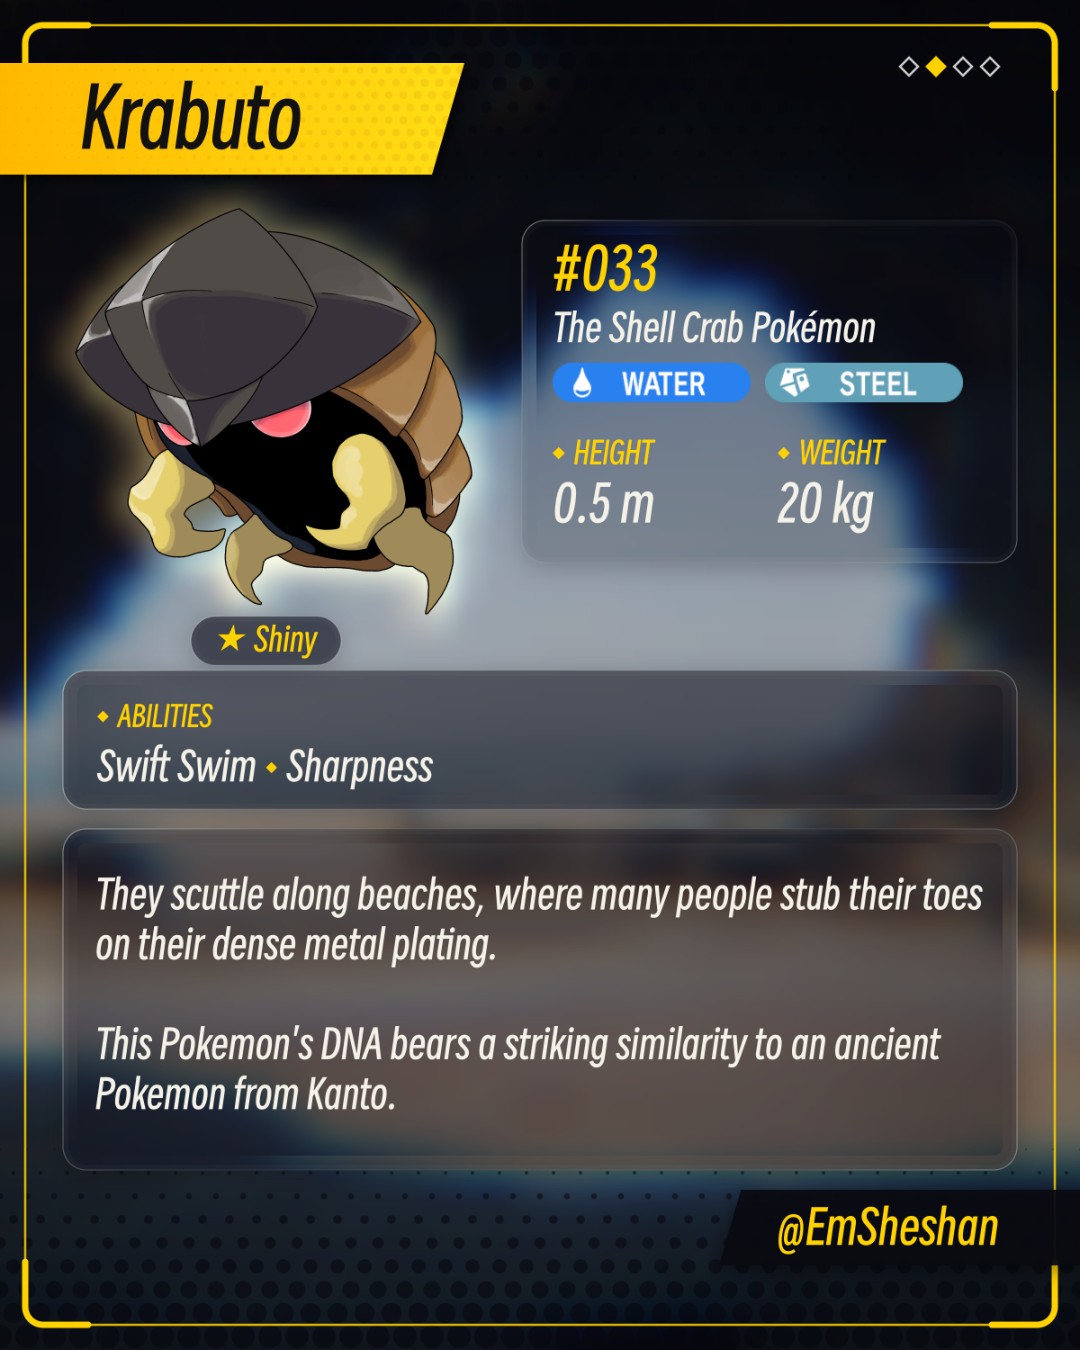 Krabuto
#033
The Shell Crab Pokémon
WATER STEEL
HEIGHT WEIGHT
0.5 m 20 kg
★ Shiny
ABILITIES
Swift Swim • Sharpness
They scuttle along beaches, where many people stub their toes
on their dense metal plating.
This Pokemon's DNA bears a striking similarity to an ancient
Pokemon from Kanto.
@EmSheshan